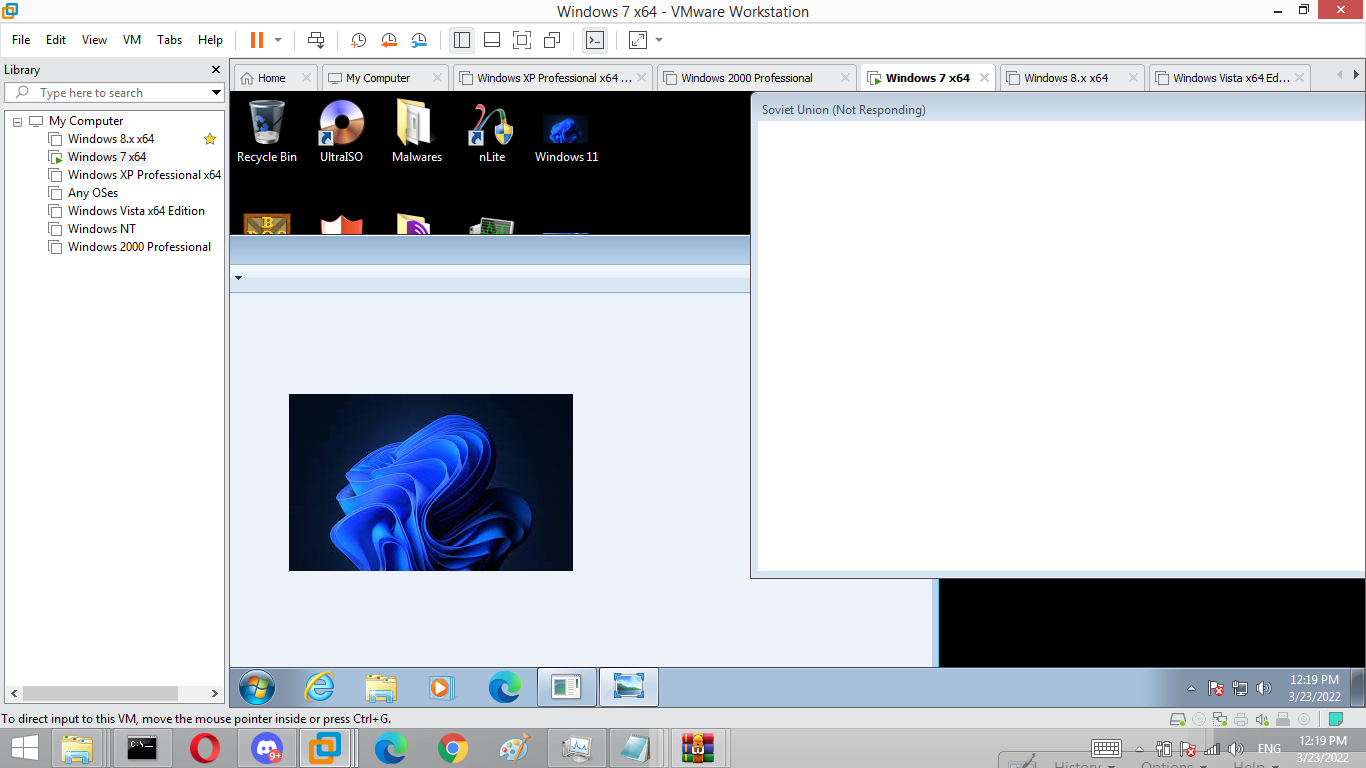 Windows 7 x64 - VMware Workstation
File Edit View VM Tabs Help
Library
Type here to search
My Computer
Windows 8.x x64
Windows 7 x64
Windows XP Professional x64
Any OSes
Windows Vista x64 Edition
Windows NT
Windows 2000 Professional
Home
My Computer
Windows XP Professional x64 ...
Windows 2000 Professional
Windows 7 x64
Windows 8.x x64
Windows Vista x64 Ed...
Recycle Bin
UltraISO
Malwares
nLite
Windows 11
Soviet Union (Not Responding)
12:19 PM
3/23/2022
To direct input to this VM, move the mouse pointer inside or press Ctrl+G.
C:\_
9+
ENG
12:19 PM
3/23/2022
History
Options
Help